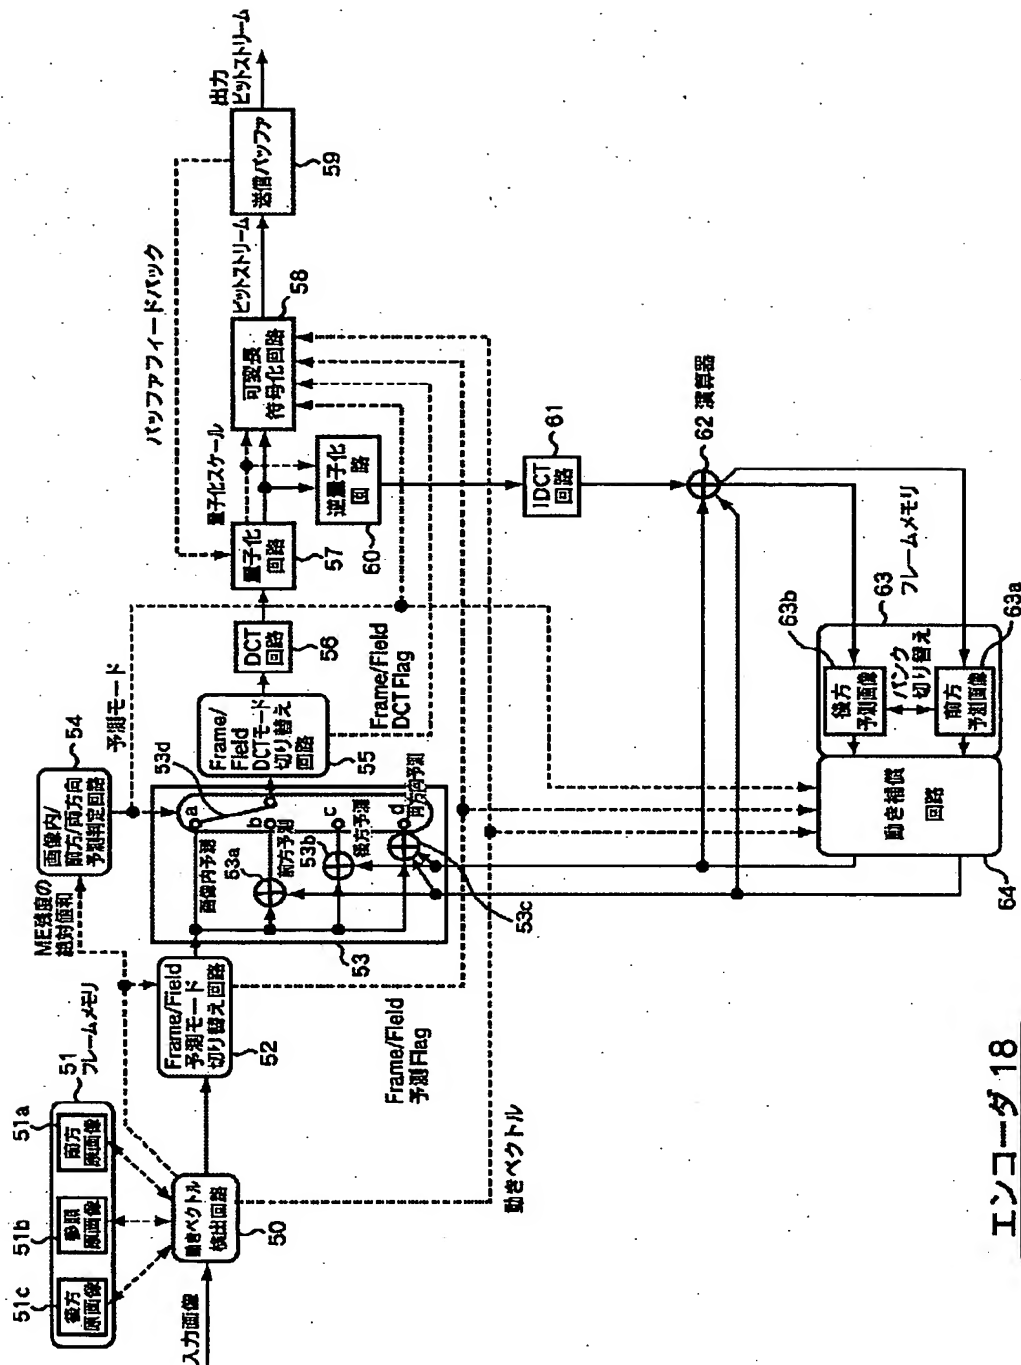 入力画像
51c
51b
51a
51
フレームメモリ
後方
原画像
参照
原画像
前方
原画像
動きベクトル
検出回路
50
ME強度の
絶対値和
Frame/Field
予測モード
切り替え回路
52
Frame/Field
予測Flag
動きベクトル
画像内/
前方/両方向
予測判定回路
54
予測モード
53
画像内予測
a
53d
53a
前方予測
b
53b
後方予測
c
53c
両方向予測
d
Frame/
Field
DCTモード
切り替え
回路
55
DCT
回路
56
Frame/Field
DCT Flag
量子化
回路
57
量子化スケール
バッファフィードバック
可変長
符号化回路
58
ビットストリーム
送信バッファ
59
出力
ビットストリーム
逆量子化
回路
60
IDCT
回路
61
62 演算器
63
フレームメモリ
63b
後方
予測画像
バンク
切り替え
63a
前方
予測画像
動き補償
回路
64
エンコーダ 18